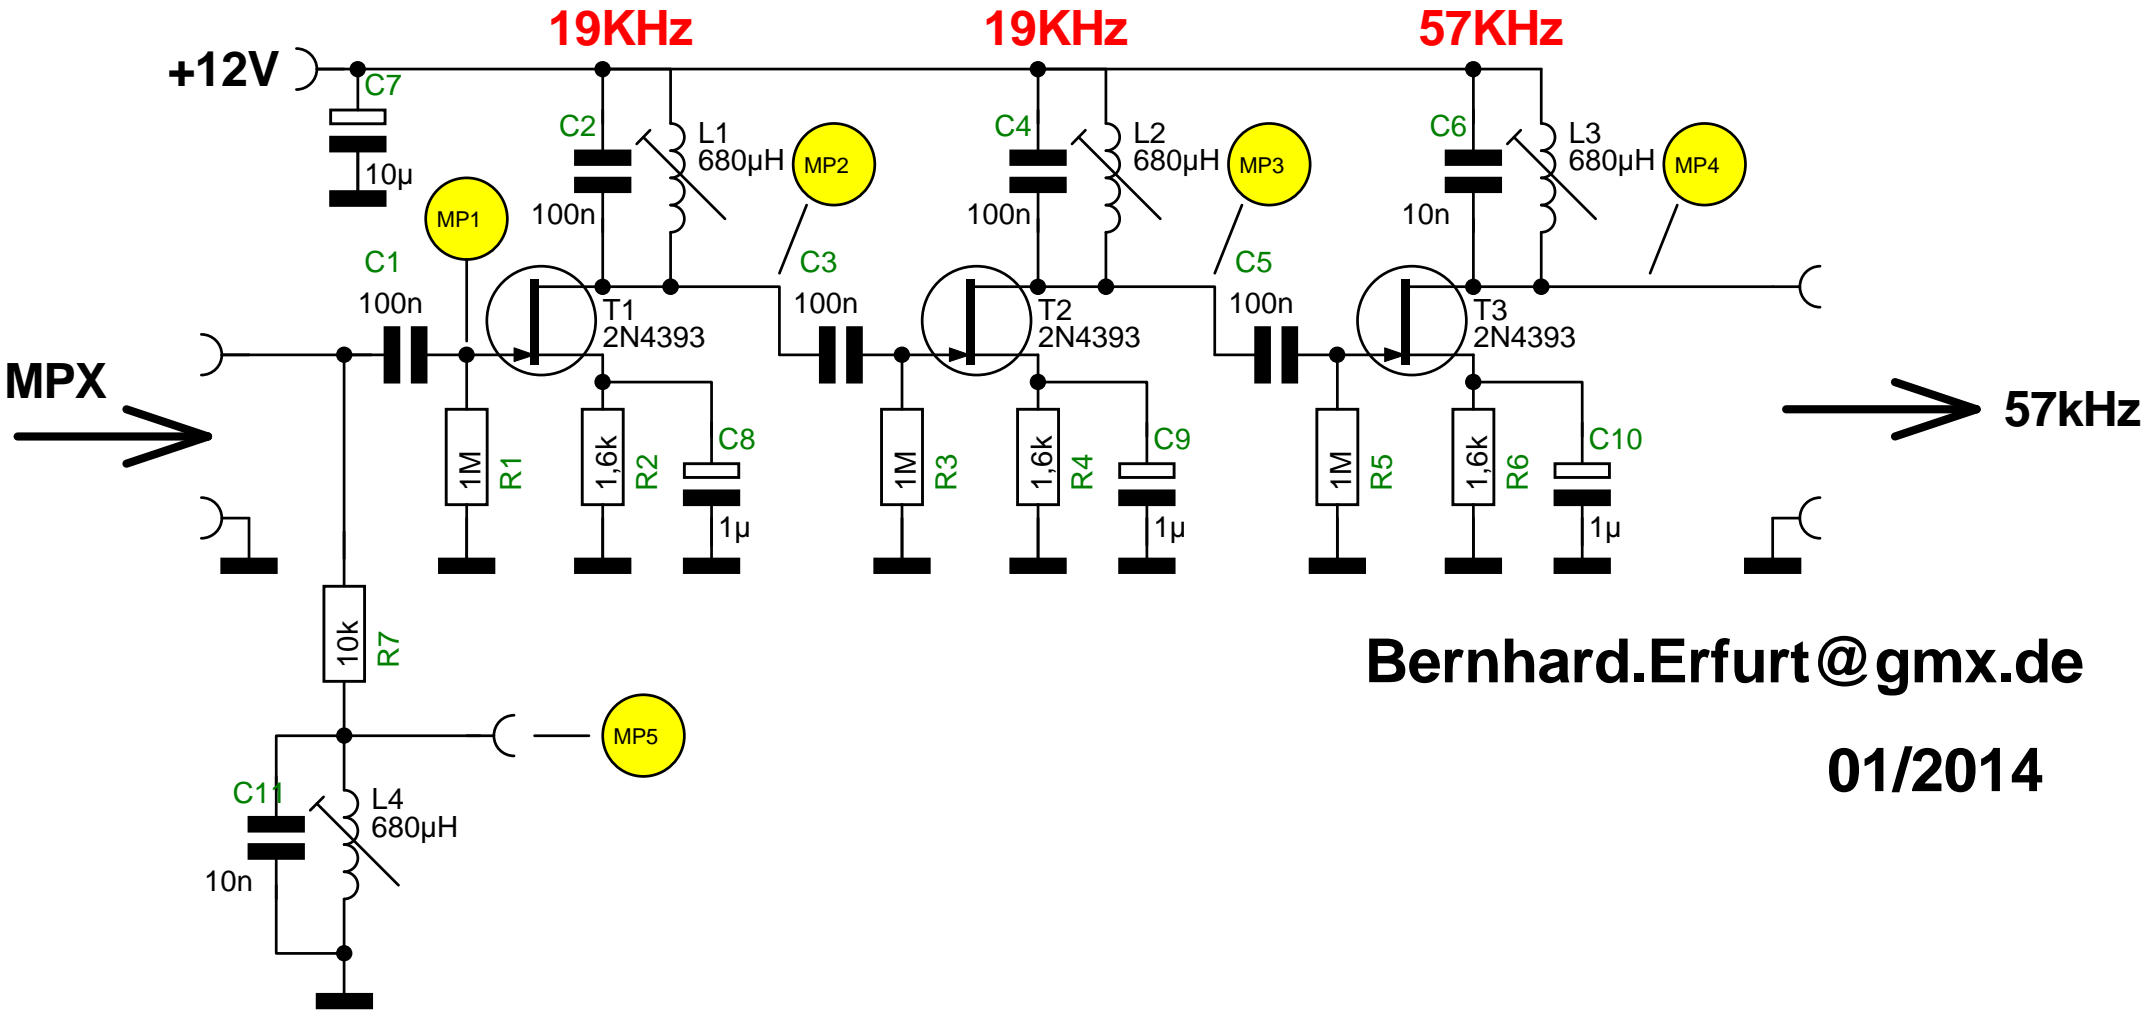 19KHz
19KHz
57KHz
+12V
C7
10µ
C2
100n
L1
680µH
MP2
C4
100n
L2
680µH
MP3
C6
10n
L3
680µH
MP4
MP1
C1
100n
T1
2N4393
C3
100n
T2
2N4393
C5
100n
T3
2N4393
MPX
1M
R1
1,6k
R2
C8
1µ
1M
R3
1,6k
R4
C9
1µ
1M
R5
1,6k
R6
C10
1µ
57kHz
10k
R7
Bernhard.Erfurt@gmx.de
MP5
01/2014
C11
10n
L4
680µH